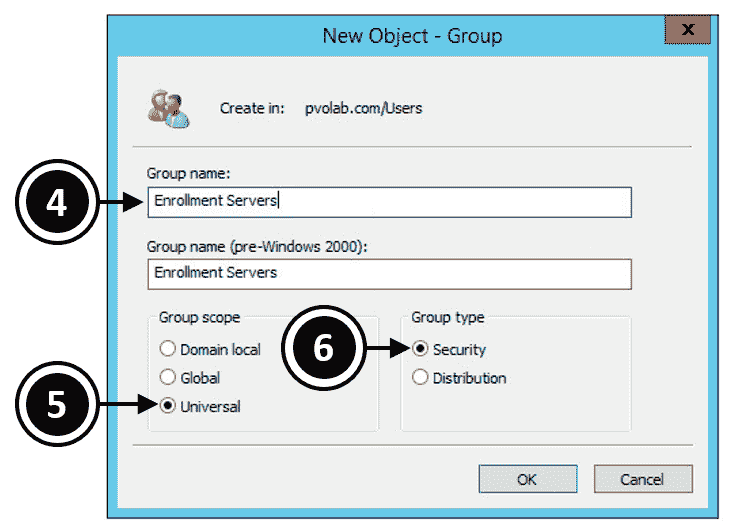 New Object - Group
x
Create in: pvolab.com/Users
Group name:
4
Enrollment Servers
Group name (pre-Windows 2000):
Enrollment Servers
Group scope
Group type
6
Domain local
Security
Global
Distribution
5
Universal
OK
Cancel